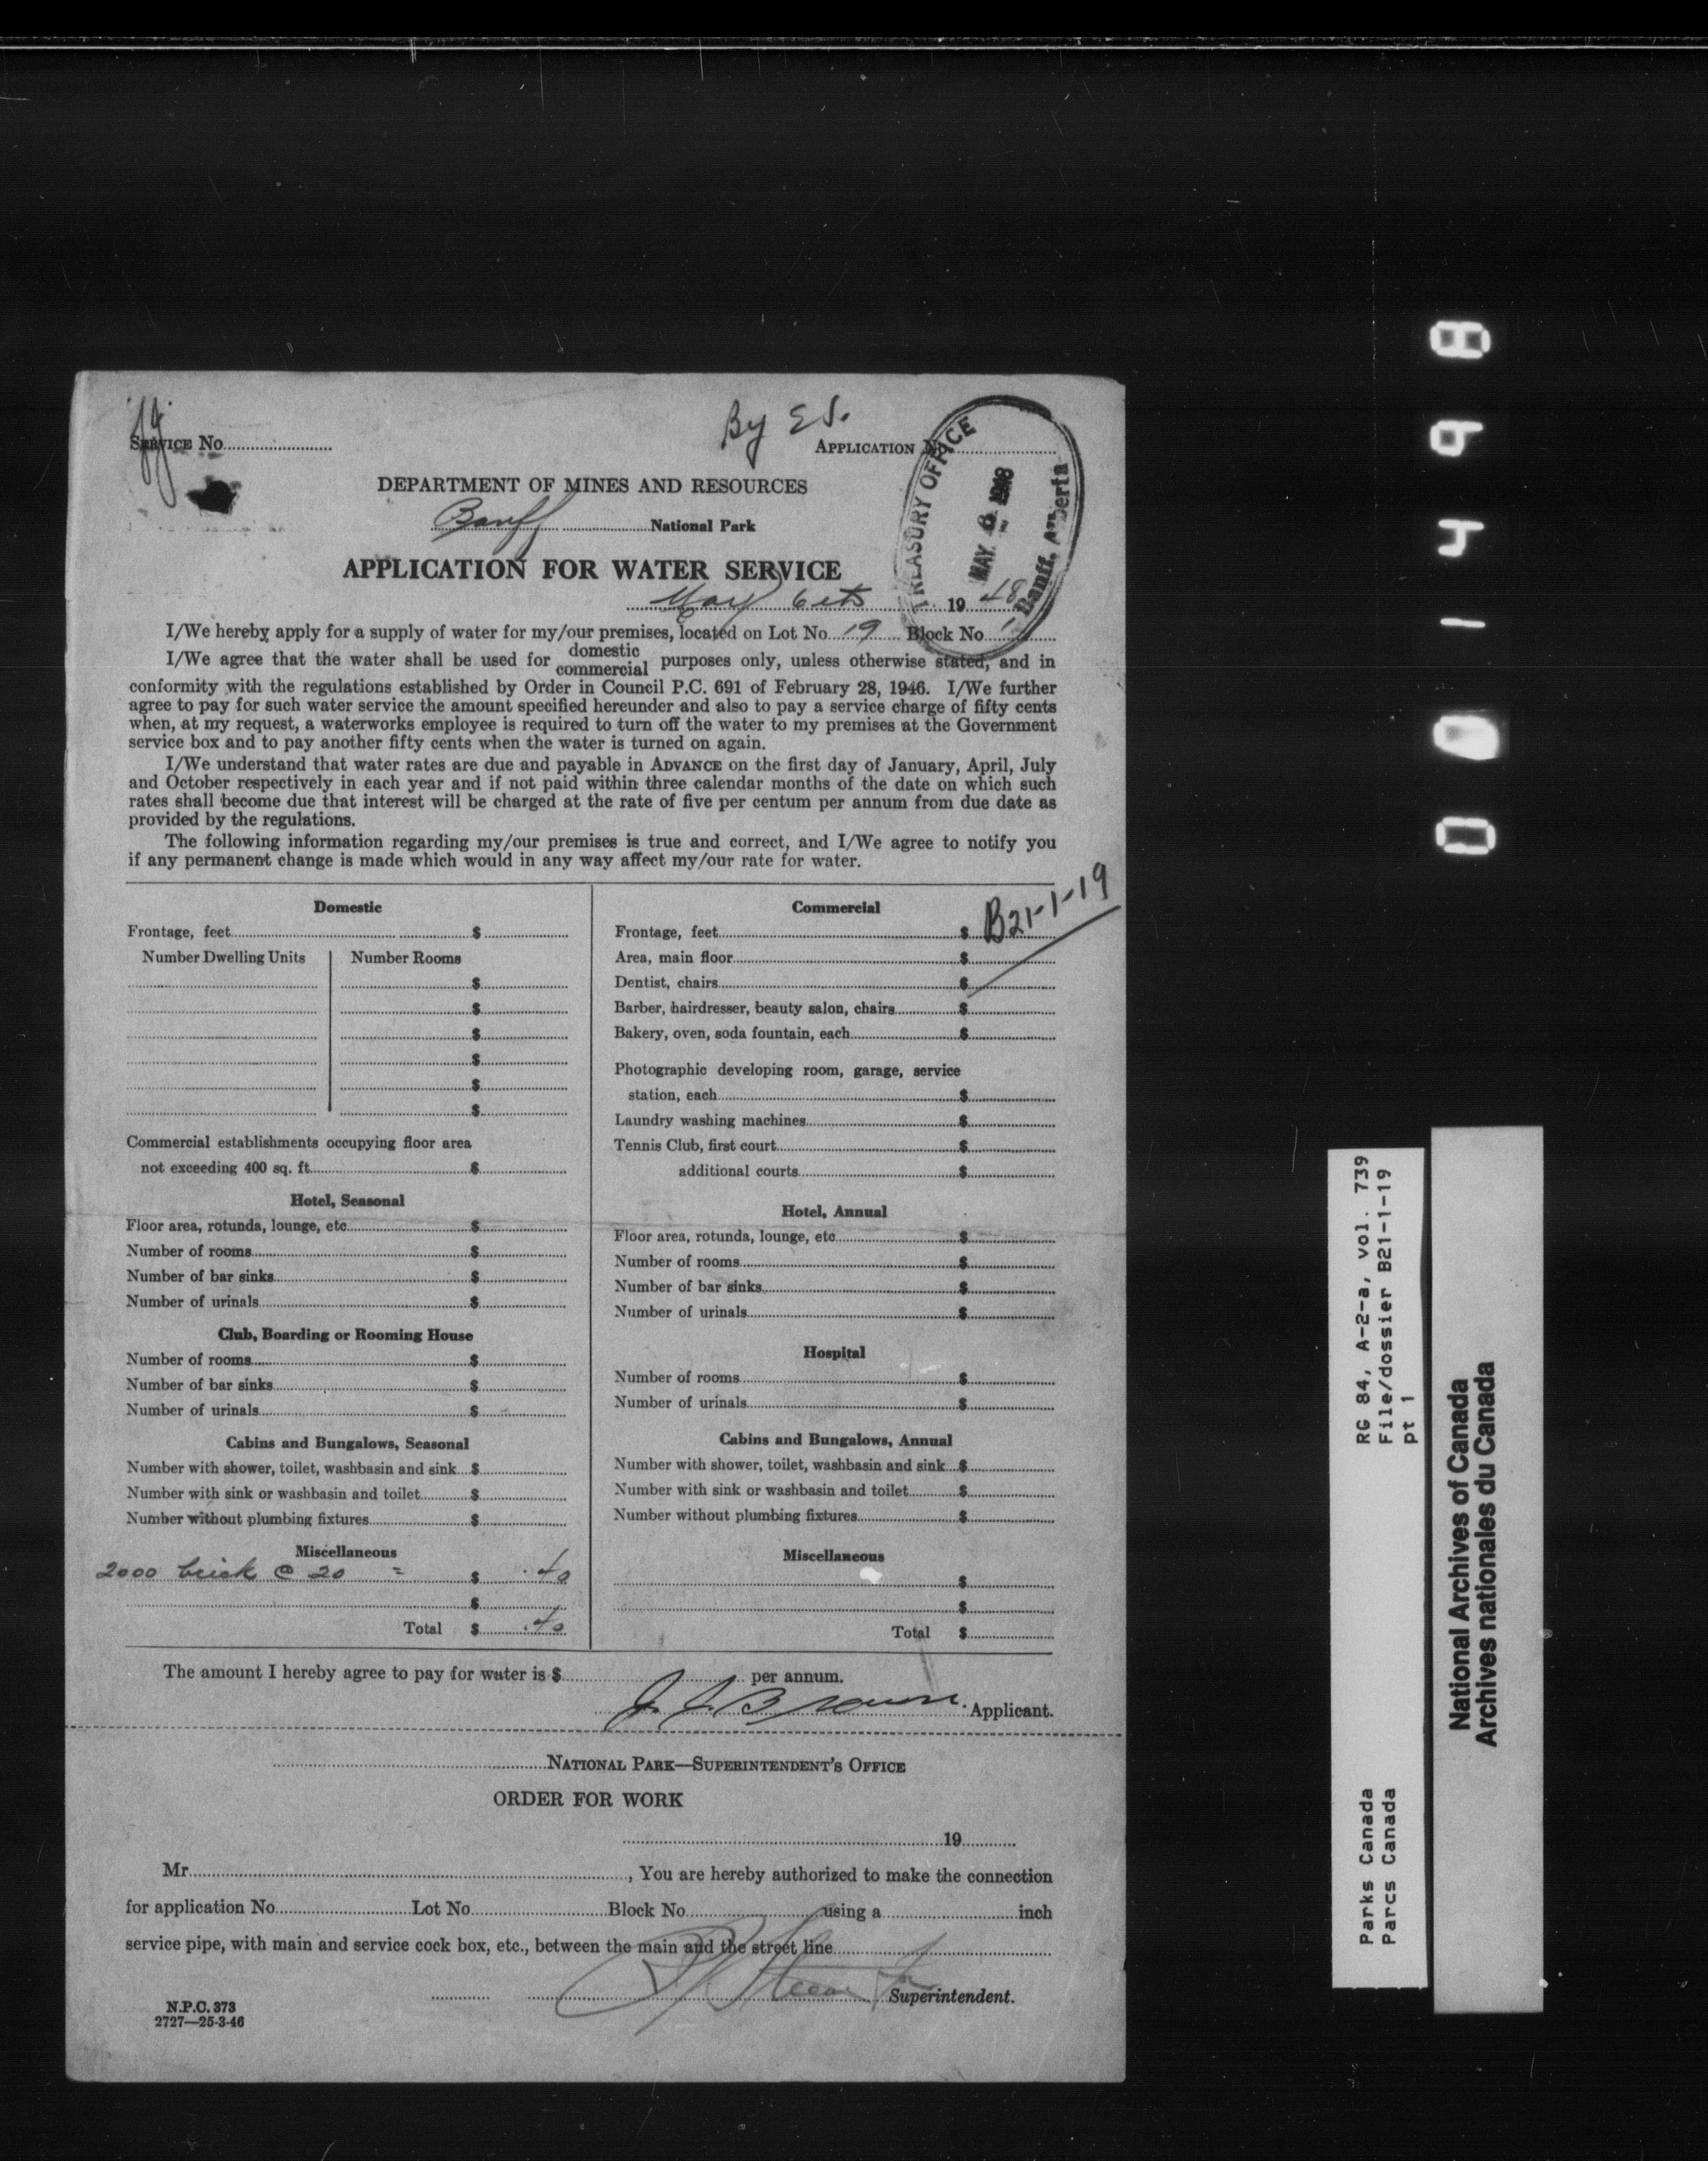 By E.S.
SERVICE No
APPLICATION No
TREASURY OFFICE
MAY 6 1948
Banff, Alberta
DEPARTMENT OF MINES AND RESOURCES
Banff National Park
APPLICATION FOR WATER SERVICE
May 6th 1948
I/We hereby apply for a supply of water for my/our premises, located on Lot No. 19 Block No. 1
I/We agree that the water shall be used for domestic commercial purposes only, unless otherwise stated, and in
conformity with the regulations established by Order in Council P.C. 691 of February 28, 1946. I/We further
agree to pay for such water service the amount specified hereunder and also to pay a service charge of fifty cents
when, at my request, a waterworks employee is required to turn off the water to my premises at the Government
service box and to pay another fifty cents when the water is turned on again.
I/We understand that water rates are due and payable in ADVANCE on the first day of January, April, July
and October respectively in each year and if not paid within three calendar months of the date on which such
rates shall become due that interest will be charged at the rate of five per centum per annum from due date as
provided by the regulations.
The following information regarding my/our premises is true and correct, and I/We agree to notify you
if any permanent change is made which would in any way affect my/our rate for water.
B21-1-19
Domestic
Frontage, feet $
Number Dwelling Units Number Rooms
$
$
$
$
$
$
Commercial establishments occupying floor area
not exceeding 400 sq. ft. $
Hotel, Seasonal
Floor area, rotunda, lounge, etc. $
Number of rooms $
Number of bar sinks $
Number of urinals $
Club, Boarding or Rooming House
Number of rooms $
Number of bar sinks $
Number of urinals $
Cabins and Bungalows, Seasonal
Number with shower, toilet, washbasin and sink $
Number with sink or washbasin and toilet $
Number without plumbing fixtures $
Miscellaneous
2000 brick @ 20 = $ .40
$
Total $ .40
Commercial
Frontage, feet $
Area, main floor $
Dentist, chairs $
Barber, hairdresser, beauty salon, chairs $
Bakery, oven, soda fountain, each $
Photographic developing room, garage, service
station, each $
Laundry washing machines $
Tennis Club, first court $
additional courts $
Hotel, Annual
Floor area, rotunda, lounge, etc. $
Number of rooms $
Number of bar sinks $
Number of urinals $
Hospital
Number of rooms $
Number of urinals $
Cabins and Bungalows, Annual
Number with shower, toilet, washbasin and sink $
Number with sink or washbasin and toilet $
Number without plumbing fixtures $
Miscellaneous
$
$
Total $
The amount I hereby agree to pay for water is $ per annum.
Brown. Applicant.
NATIONAL PARK—SUPERINTENDENT'S OFFICE
ORDER FOR WORK
19
Mr. , You are hereby authorized to make the connection
for application No. Lot No. Block No. using a inch
service pipe, with main and service cock box, etc., between the main and the street line
Superintendent.
N.P.C. 373
2727—25-3-46
RG 84, A-2-a, vol. 739
File/dossier B21-1-19
pt 1
Parks Canada
Parcs Canada
National Archives of Canada
Archives nationales du Canada